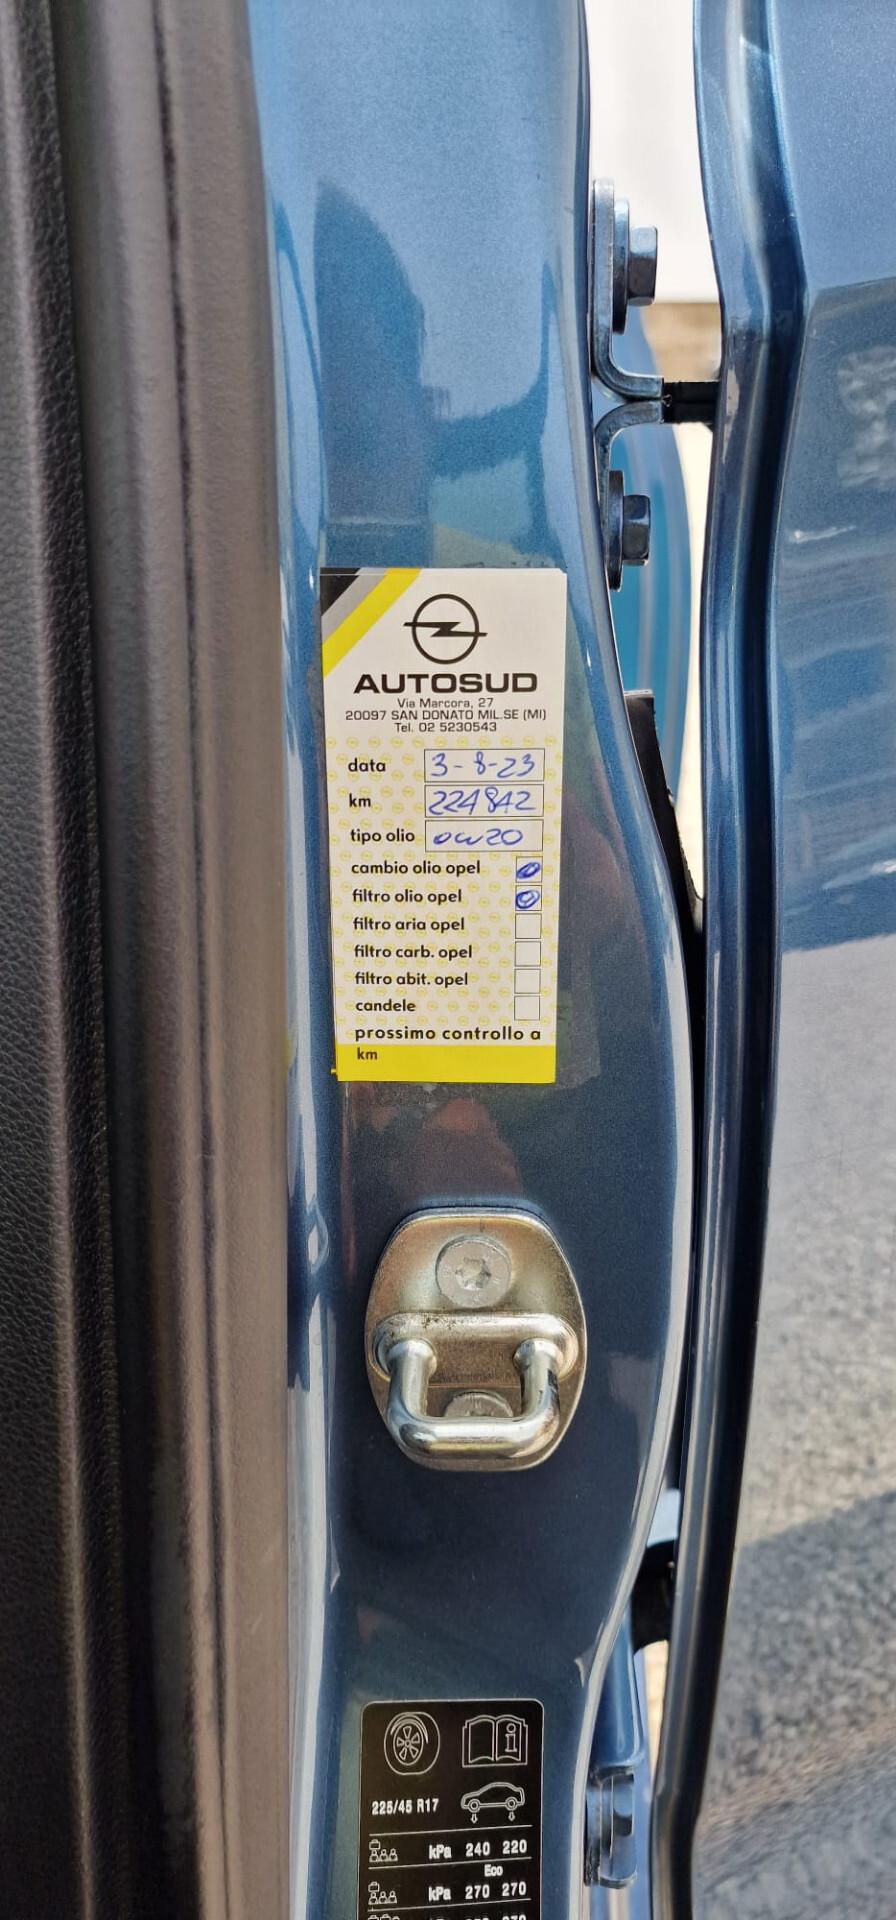 AUTOSUD
Via Marcora, 27
20097 SAN DONATO MIL.SE (MI)
Tel. 02 5230543
data 3-8-23
km 224842
tipo olio 0W20
cambio olio opel
filtro olio opel
filtro aria opel
filtro carb. opel
filtro abit. opel
candele
prossimo controllo a
km
225/45 R17
kPa 240 220
Eco
kPa 270 270